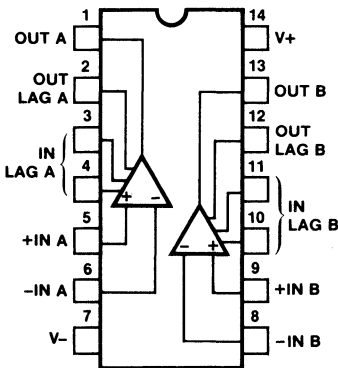 1
OUT A
2
OUT
LAG A
3
IN
LAG A
4
5
+IN A
6
–IN A
7
V–
+ –
14
V+
13
OUT B
12
OUT
LAG B
11
IN
LAG B
10
9
+IN B
8
–IN B
– +